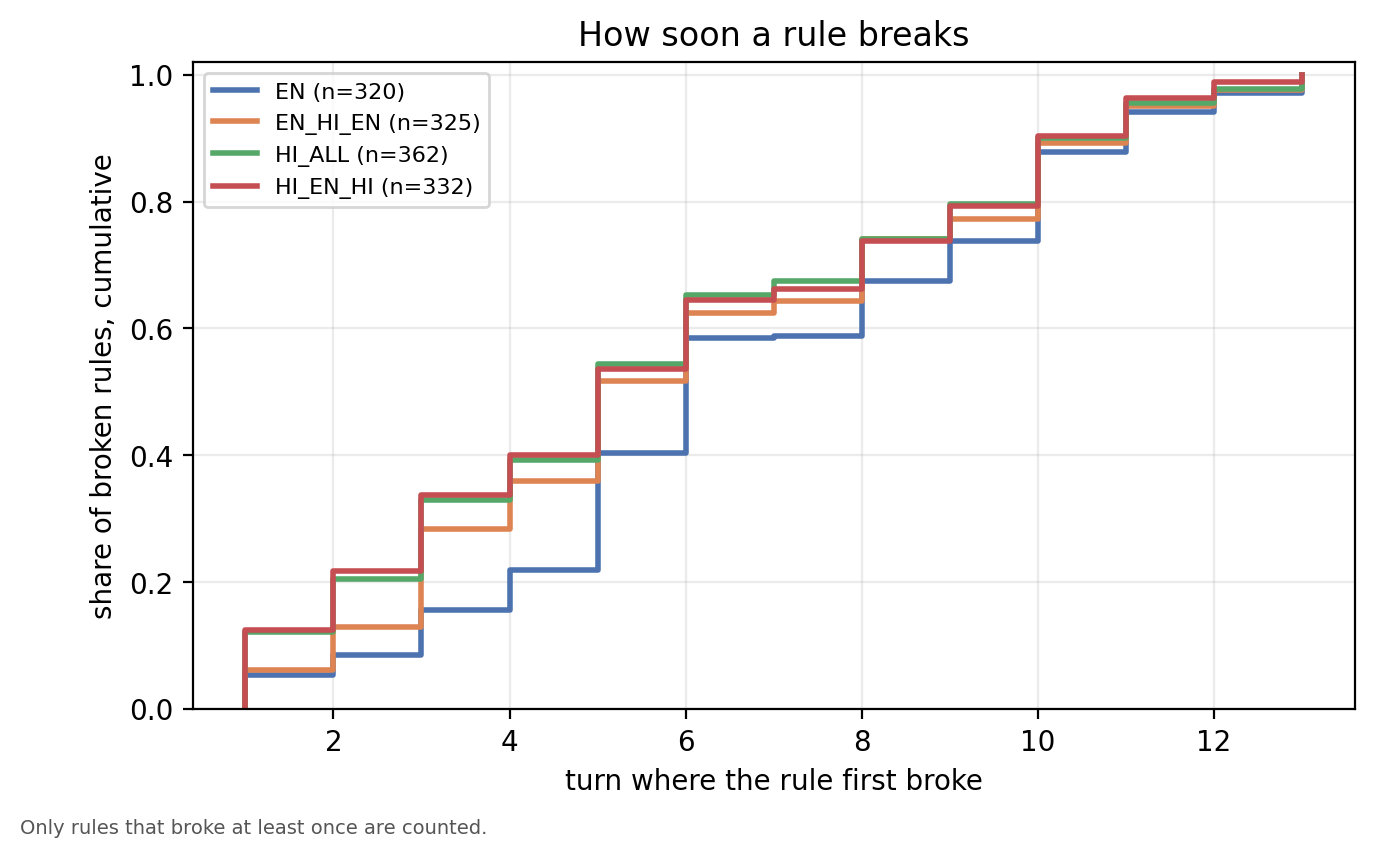 How soon a rule breaks
EN (n=320)
EN_HI_EN (n=325)
HI_ALL (n=362)
HI_EN_HI (n=332)
share of broken rules, cumulative
1.0
0.8
0.6
0.4
0.2
0.0
2 4 6 8 10 12
turn where the rule first broke
Only rules that broke at least once are counted.